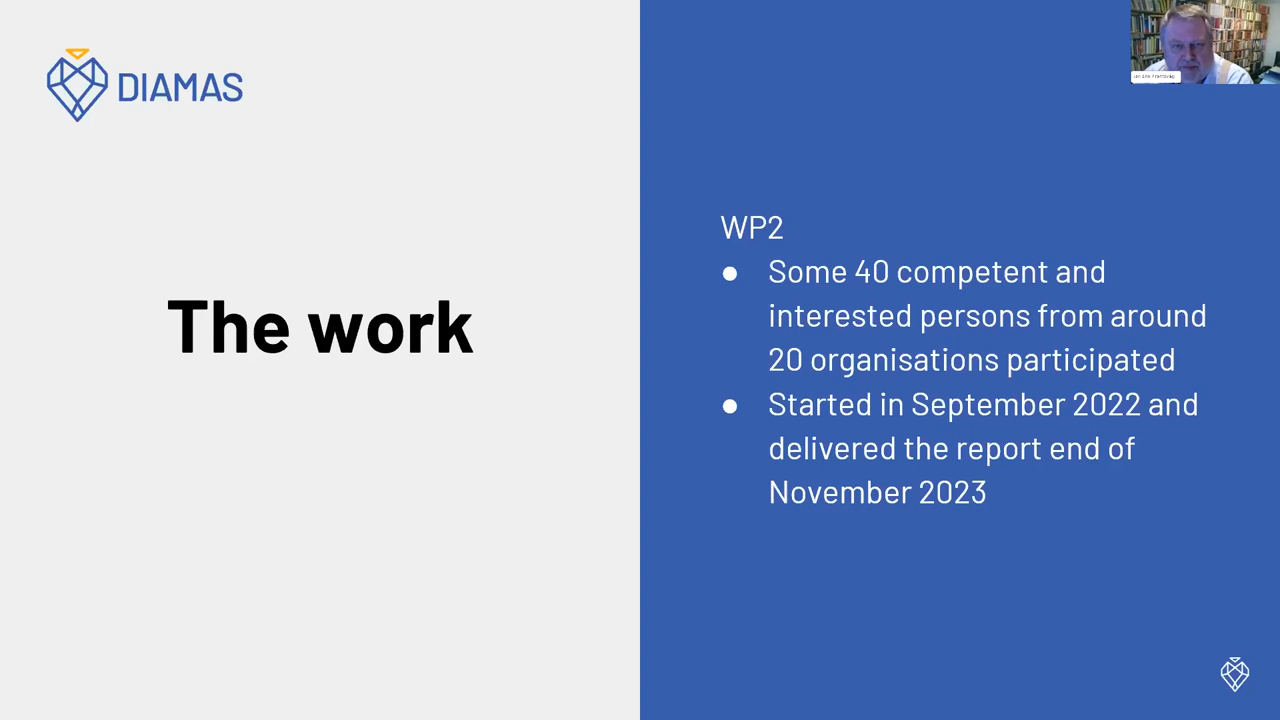 DIAMAS
The work
WP2
● Some 40 competent and
interested persons from around
20 organisations participated
● Started in September 2022 and
delivered the report end of
November 2023